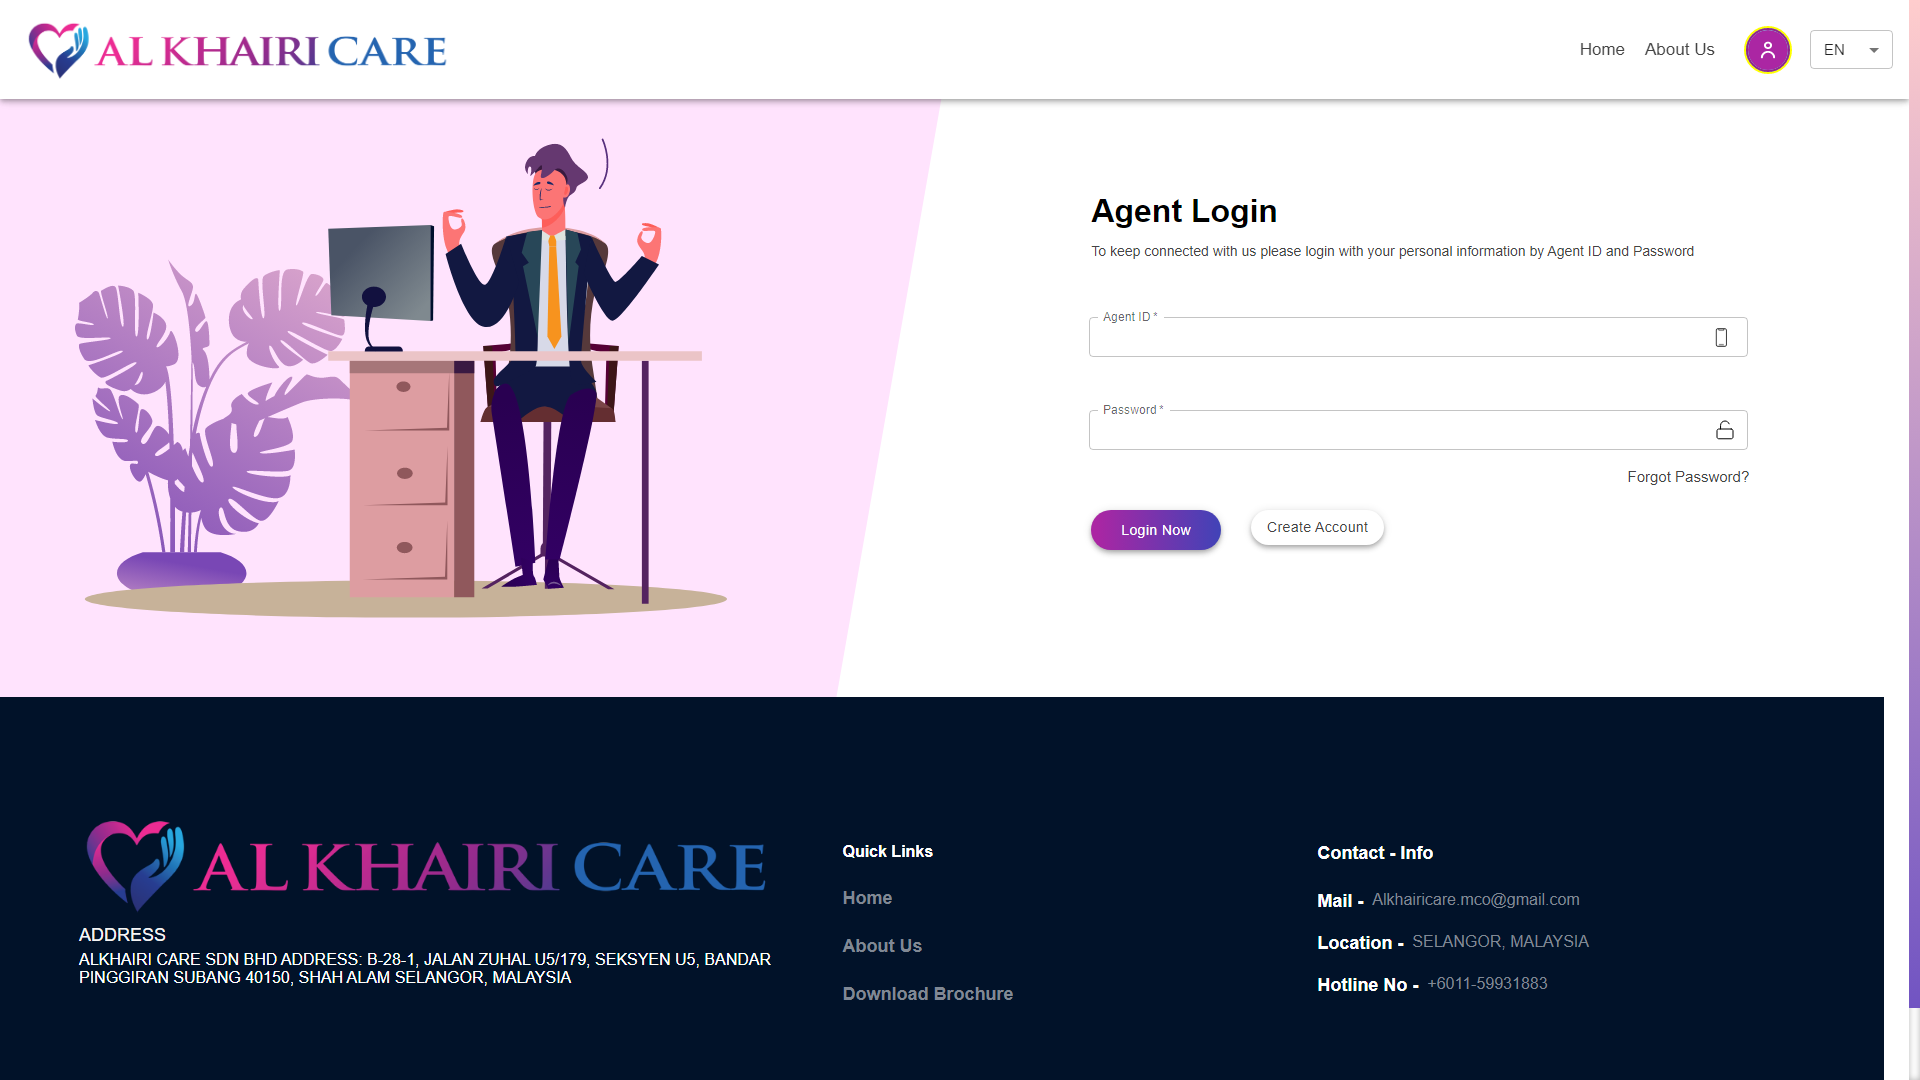 AL KHAIRI CARE
Home
About Us
EN
Agent Login
To keep connected with us please login with your personal information by Agent ID and Password
Agent ID *
Password *
Forgot Password?
Login Now
Create Account
AL KHAIRI CARE
ADDRESS
ALKHAIRI CARE SDN BHD ADDRESS: B-28-1, JALAN ZUHAL U5/179, SEKSYEN U5, BANDAR
PINGGIRAN SUBANG 40150, SHAH ALAM SELANGOR, MALAYSIA
Quick Links
Home
About Us
Download Brochure
Contact - Info
Mail - Alkhairicare.mco@gmail.com
Location - SELANGOR, MALAYSIA
Hotline No - +6011-59931883